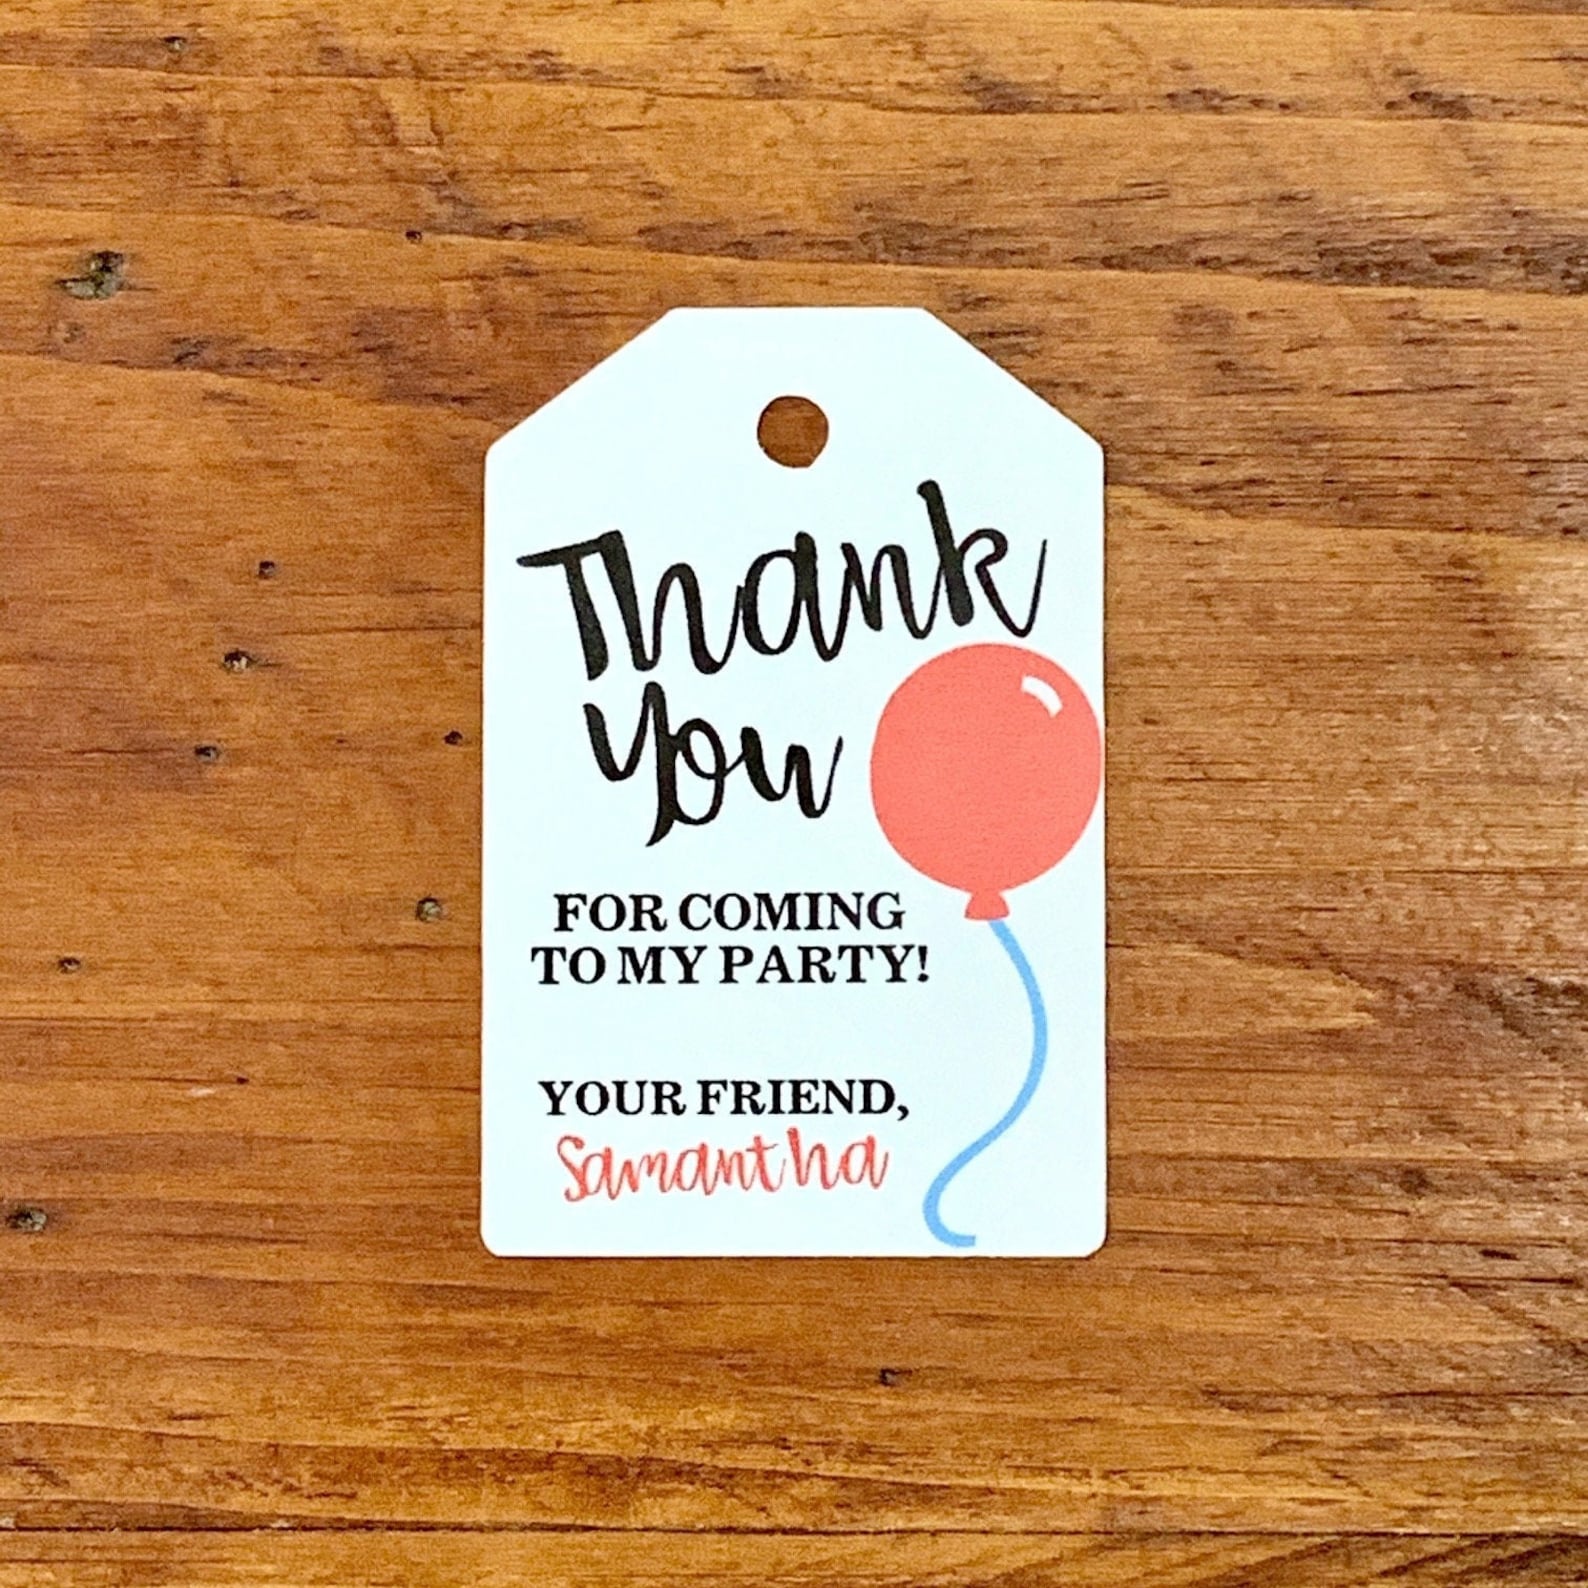 Thank
You
FOR COMING
TO MY PARTY!
YOUR FRIEND,
Samantha